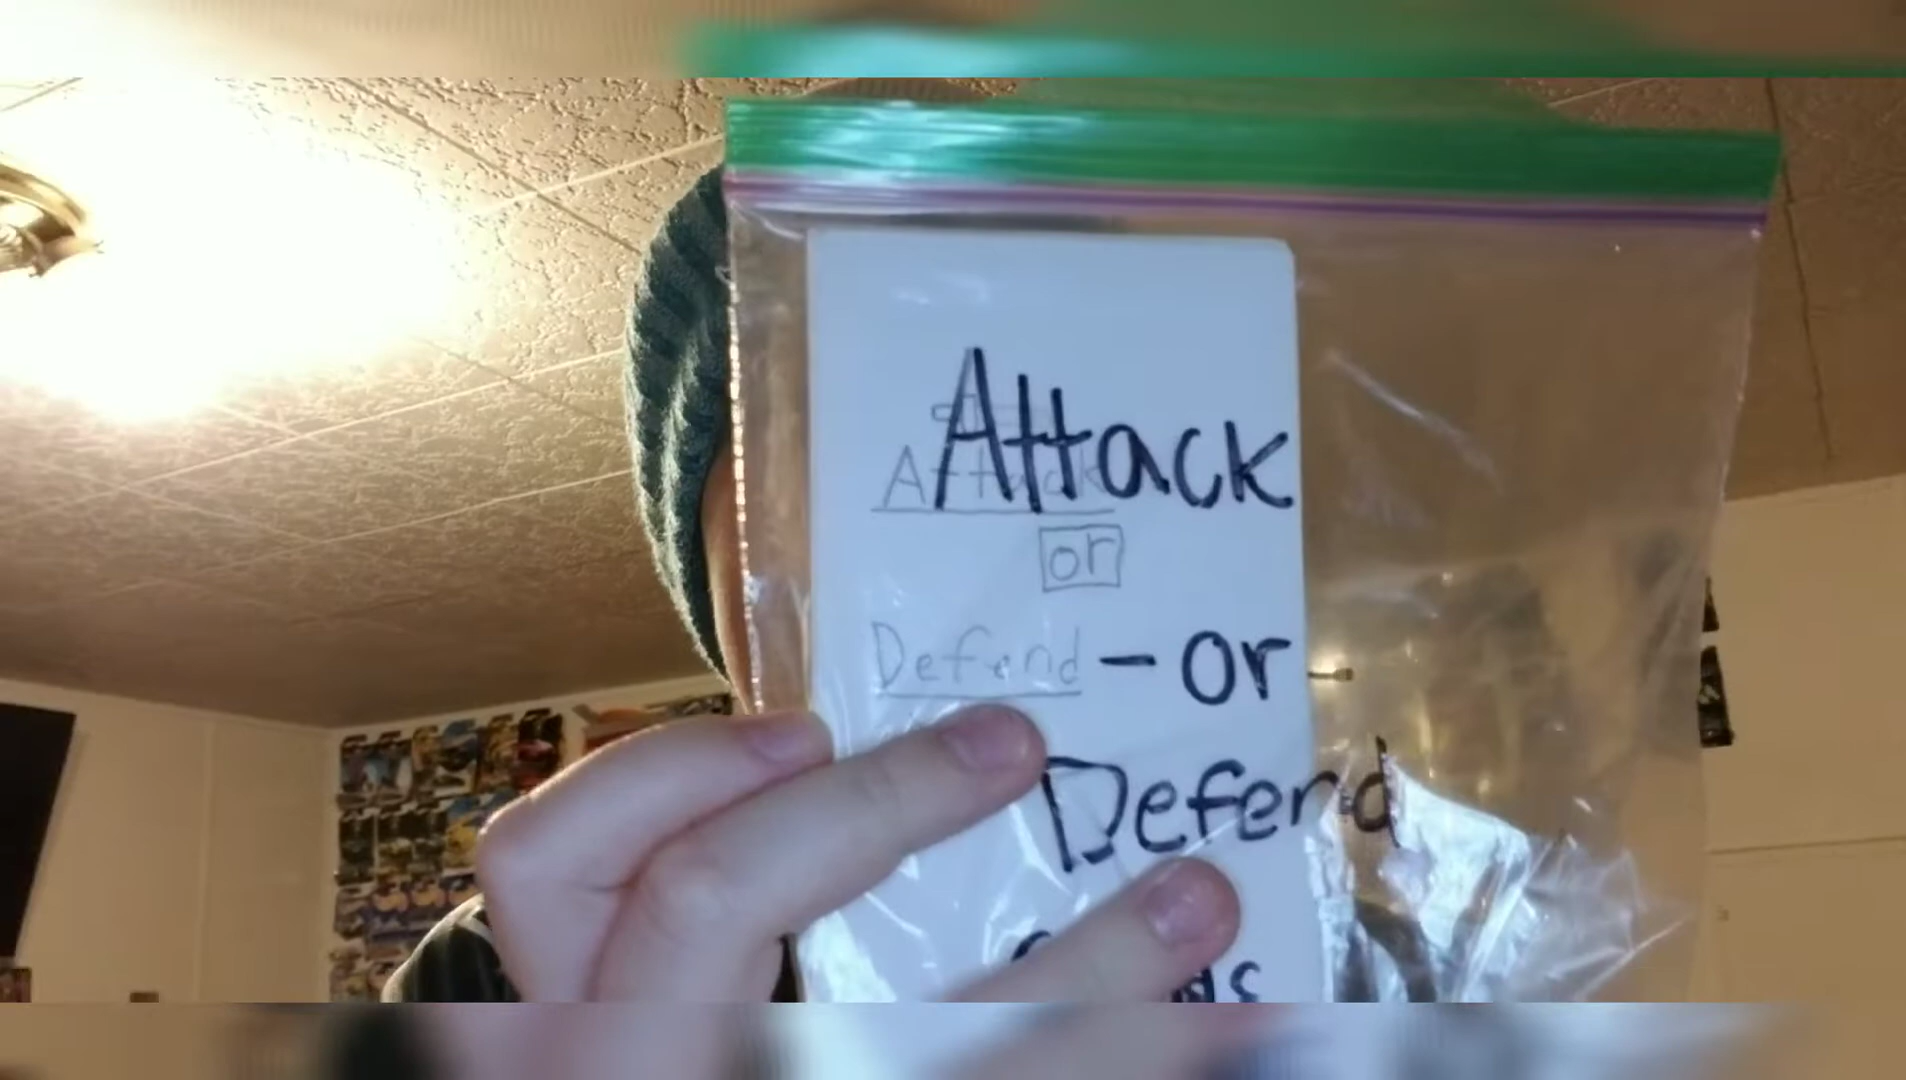 Attack
Attack
or
Defend
- or
Defend